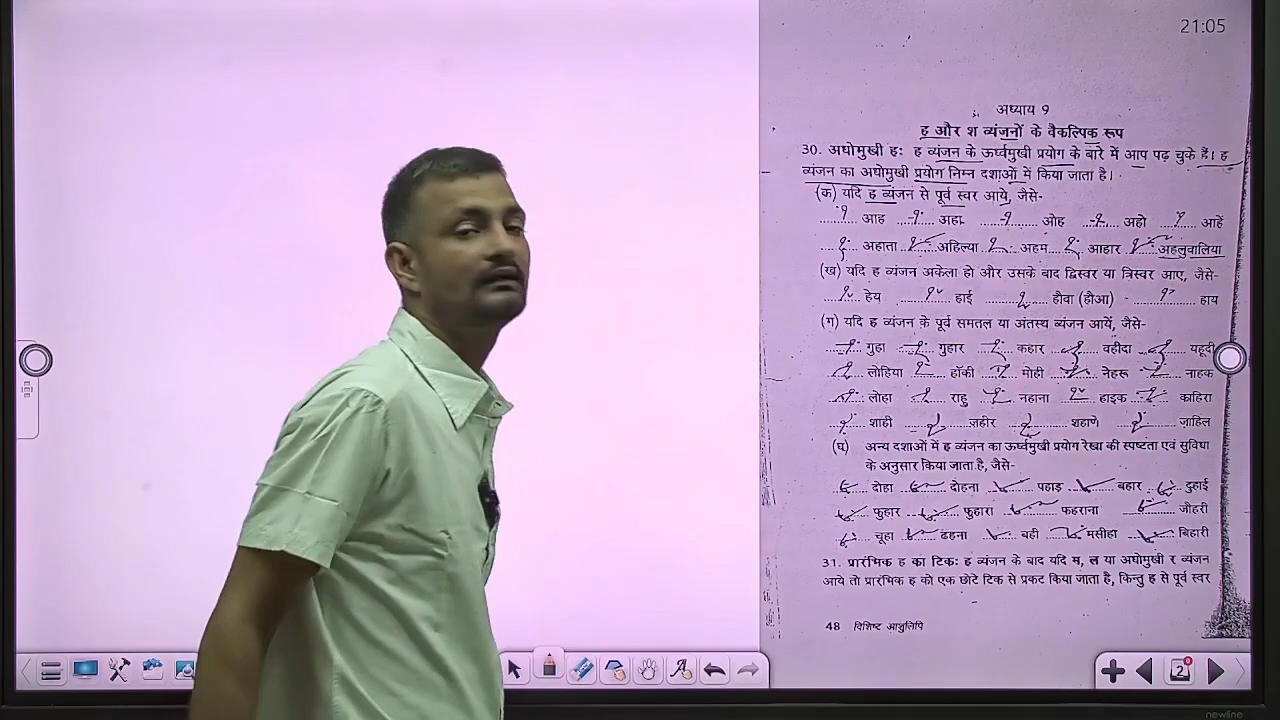 21:05
अध्याय 9
ह और श व्यंजनों के वैकल्पिक रूप
30. अधोमुखी हः ह व्यंजन के ऊर्ध्वमुखी प्रयोग के बारे में आप पढ़ चुके हैं। ह
व्यंजन का अधोमुखी प्रयोग निम्न दशाओं में किया जाता है।
(क) यदि ह व्यंजन से पूर्व स्वर आये, जैसे-
आह अहा ओह अहो आहें
अहाता अहिल्या अहम आहार अहलुवालिया
(ख) यदि ह व्यंजन अकेला हो और उसके बाद द्विस्वर या त्रिस्वर आए, जैसे-
हेय हाई हौवा (हौआ) - हाय
(ग) यदि ह व्यंजन के पूर्व समतल या अंतस्थ व्यंजन आयें, जैसे-
गुहा गुहार कहार वहीदा यहूदी
लोहिया हॉकी मोही नेहरू नाहक
लोहा राहु नहाना हाइक काहिरा
शाही ज़हीर शहाणे ज़ाहिल
(घ) अन्य दशाओं में ह व्यंजन का ऊर्ध्वमुखी प्रयोग रेखा की स्पष्टता एवं सुविधा
के अनुसार किया जाता है, जैसे-
दोहा दोहना पहाड़ बहार दुहाई
फुहार फुहारा फहराना जौहरी
चूहा ढहना बही मसीहा बिहारी
31. प्रारंभिक ह का टिकः ह व्यंजन के बाद यदि म, ल या अधोमुखी र व्यंजन
आये तो प्रारंभिक ह को एक छोटे टिक से प्रकट किया जाता है, किन्तु ह से पूर्व स्वर
48 विशिष्ट आशुलिपि
2
newline